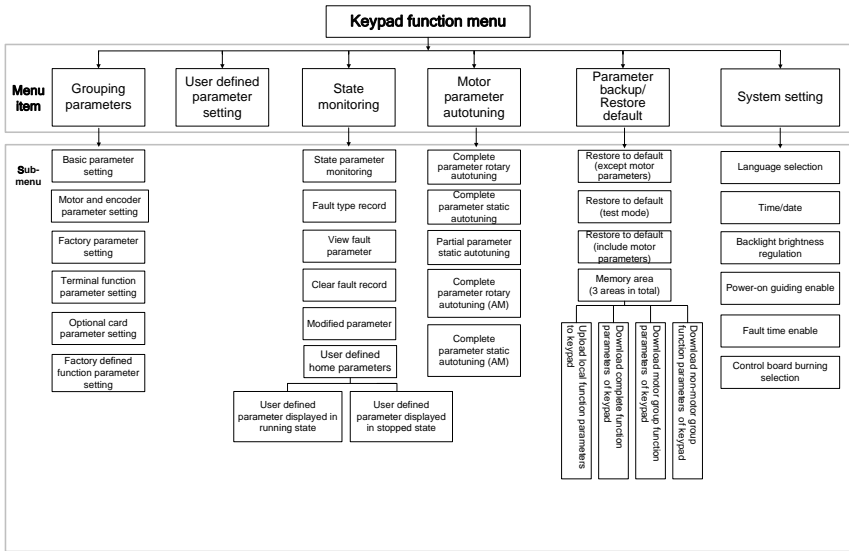 Keypad function menu
Menu
item
Grouping
parameters
User defined
parameter
setting
State
monitoring
Motor
parameter
autotuning
Parameter
backup/
Restore
default
System setting
Sub-
menu
Basic parameter
setting
Motor and encoder
parameter setting
Factory parameter
setting
Terminal function
parameter setting
Optional card
parameter setting
Factory defined
function parameter
setting
State parameter
monitoring
Fault type record
View fault
parameter
Clear fault record
Modified parameter
User defined
home parameters
User defined
parameter displayed in
running state
User defined
parameter displayed
in stopped state
Complete
parameter rotary
autotuning
Complete
parameter static
autotuning
Partial parameter
static autotuning
Complete
parameter rotary
autotuning (AM)
Complete
parameter static
autotuning (AM)
Restore to default
(except motor
parameters)
Restore to default
(test mode)
Restore to default
(include motor
parameters)
Memory area
(3 areas in total)
Upload local function parameters
to keypad
Download complete function
parameters of keypad
Download motor group function
parameters of keypad
Download non-motor group
function parameters of keypad
Language selection
Time/date
Backlight brightness
regulation
Power-on guiding enable
Fault time enable
Control board burning
selection